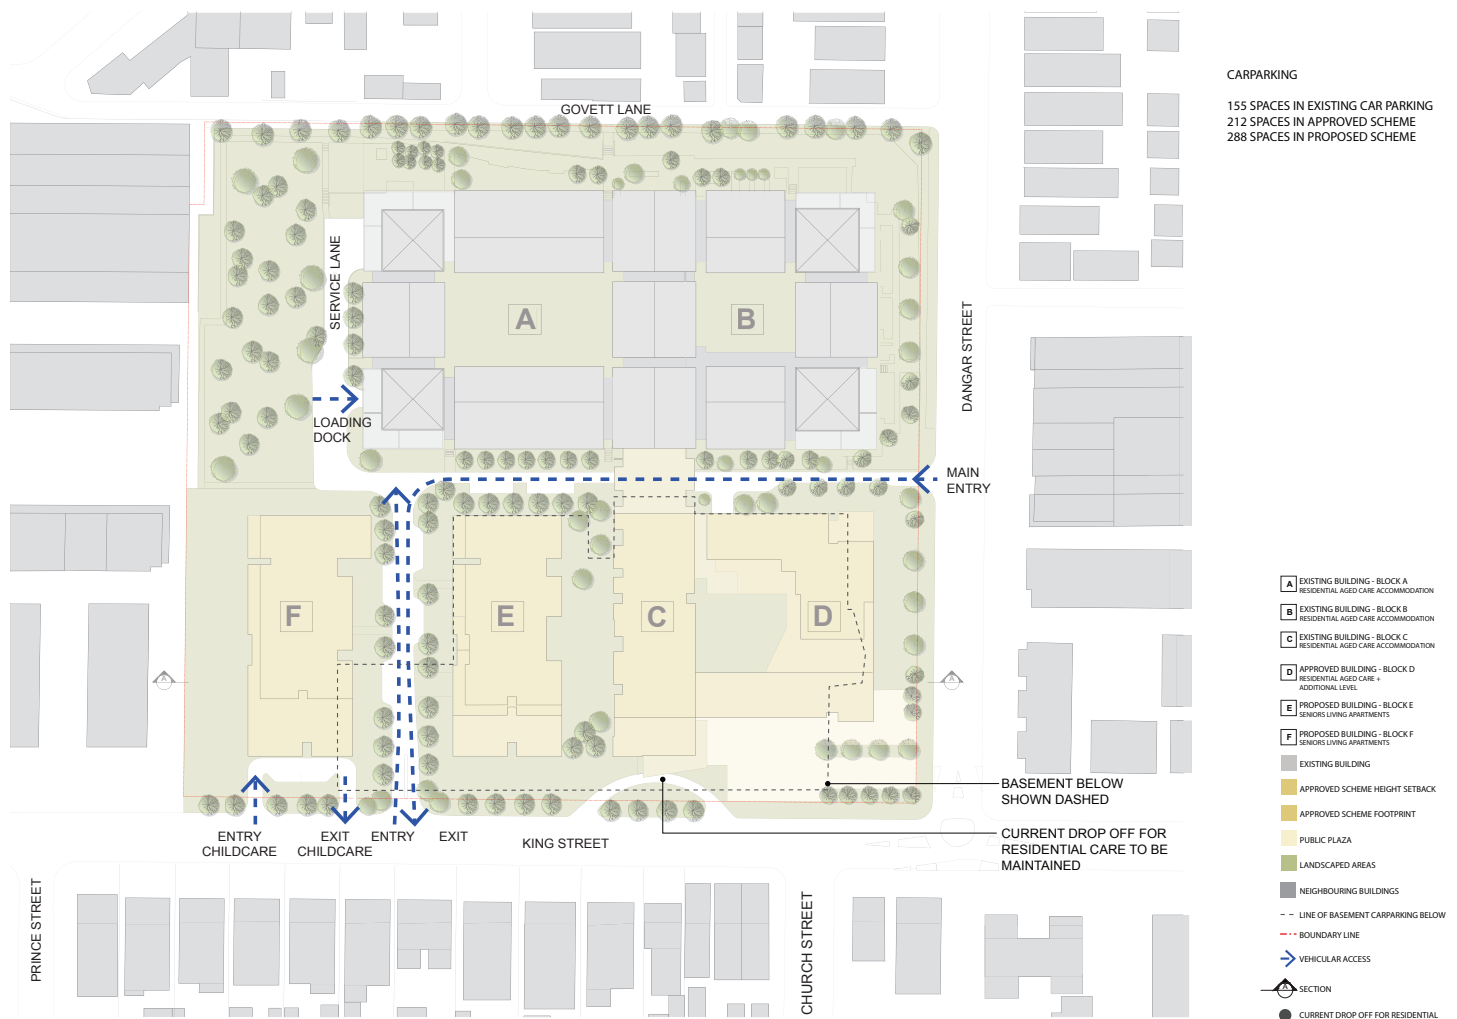 CARPARKING
155 SPACES IN EXISTING CAR PARKING
212 SPACES IN APPROVED SCHEME
288 SPACES IN PROPOSED SCHEME
GOVETT LANE
SERVICE LANE
A
B
DANGAR STREET
LOADING
DOCK
MAIN
ENTRY
F
E
C
D
A
A
BASEMENT BELOW
SHOWN DASHED
ENTRY
CHILDCARE
EXIT
CHILDCARE
ENTRY
EXIT
KING STREET
CURRENT DROP OFF FOR
RESIDENTIAL CARE TO BE
MAINTAINED
PRINCE STREET
CHURCH STREET
A EXISTING BUILDING - BLOCK A
RESIDENTIAL AGED CARE ACCOMMODATION
B EXISTING BUILDING - BLOCK B
RESIDENTIAL AGED CARE ACCOMMODATION
C EXISTING BUILDING - BLOCK C
RESIDENTIAL AGED CARE ACCOMMODATION
D APPROVED BUILDING - BLOCK D
RESIDENTIAL AGED CARE +
ADDITIONAL LEVEL
E PROPOSED BUILDING - BLOCK E
SENIORS LIVING APARTMENTS
F PROPOSED BUILDING - BLOCK F
SENIORS LIVING APARTMENTS
EXISTING BUILDING
APPROVED SCHEME HEIGHT SETBACK
APPROVED SCHEME FOOTPRINT
PUBLIC PLAZA
LANDSCAPED AREAS
NEIGHBOURING BUILDINGS
LINE OF BASEMENT CARPARKING BELOW
BOUNDARY LINE
VEHICULAR ACCESS
A SECTION
CURRENT DROP OFF FOR RESIDENTIAL